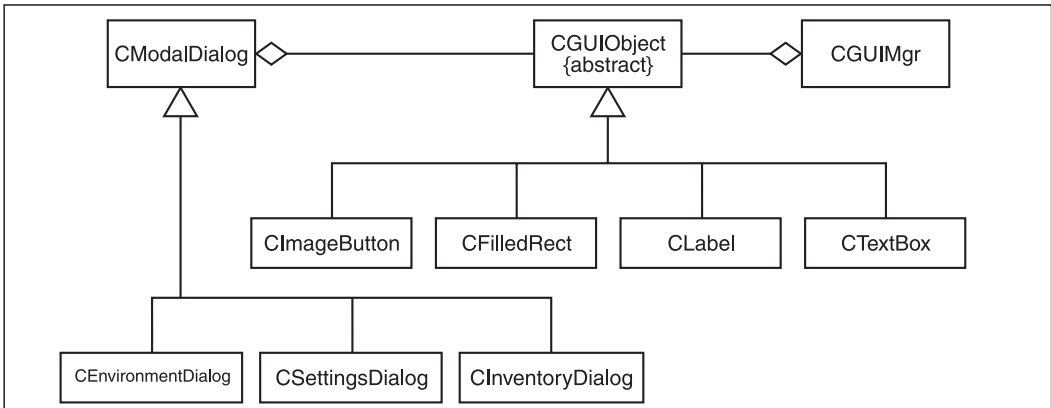 CModalDialog
CGUIObject
{abstract}
CGUIMgr
CImageButton
CFilledRect
CLabel
CTextBox
CEnvironmentDialog
CSettingsDialog
CInventoryDialog